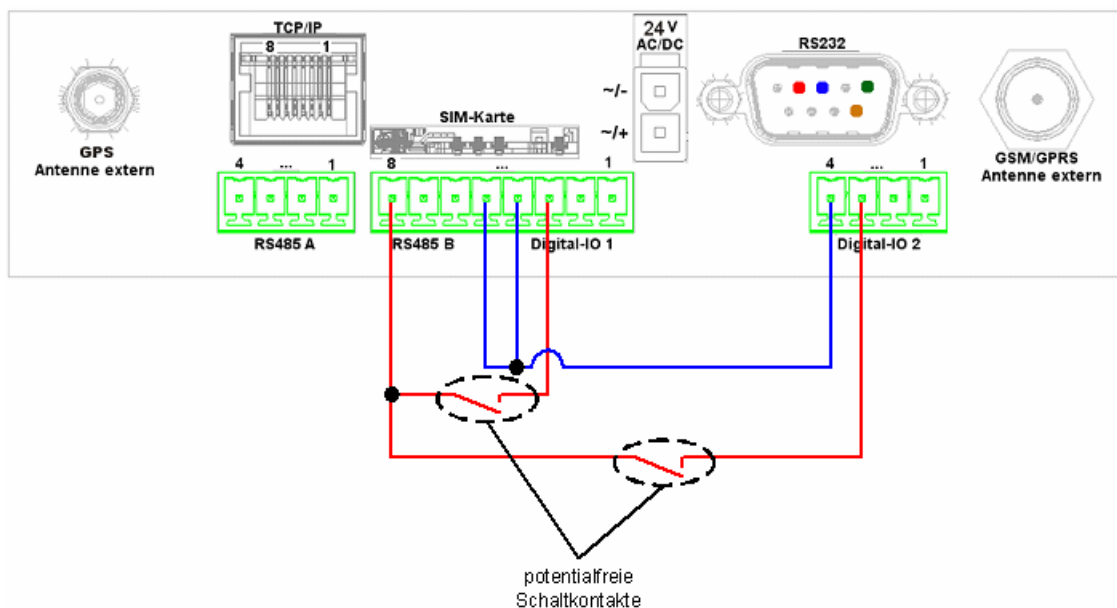 TCP/IP
8 1
24 V
AC/DC
RS232
~/-
~/+
SIM-Karte
GPS
Antenne extern
GSM/GPRS
Antenne extern
4 ... 1
8 ... 1
4 ... 1
RS485 A
RS485 B
Digital-IO 1
Digital-IO 2
potentialfreie
Schaltkontakte